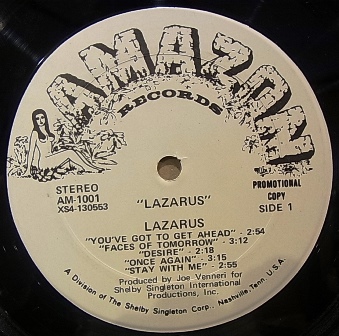 AMAZON
RECORDS
STEREO
AM-1001
XS4-130553
"LAZARUS"
PROMOTIONAL
COPY
SIDE 1
LAZARUS
"YOU'VE GOT TO GET AHEAD" - 2:54
"FACES OF TOMORROW" - 3:12
"DESIRE" - 2:18
"ONCE AGAIN" - 3:15
"STAY WITH ME" - 2:55
Produced by Joe Venneri for
Shelby Singleton International
Productions, Inc.
A Division of The Shelby Singleton Corp., Nashville, Tenn. U.S.A.